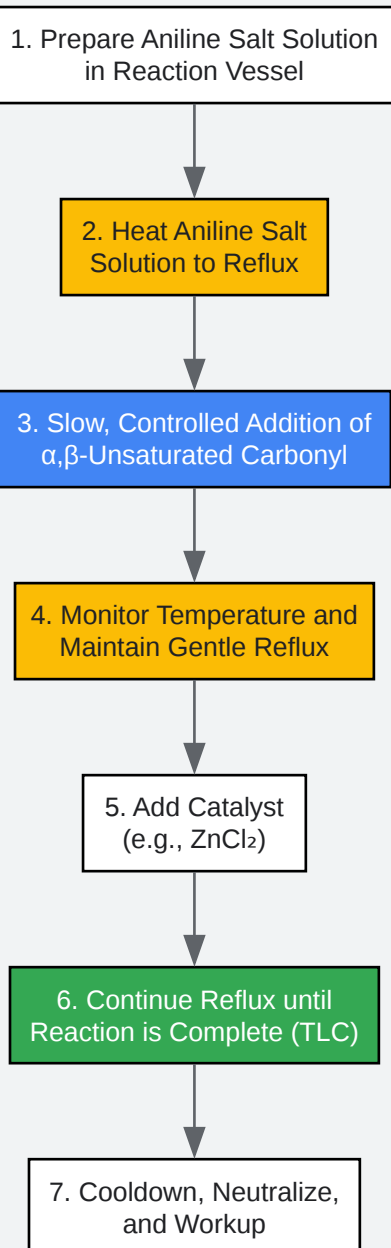 1. Prepare Aniline Salt Solution
in Reaction Vessel
2. Heat Aniline Salt
Solution to Reflux
3. Slow, Controlled Addition of
α,β-Unsaturated Carbonyl
4. Monitor Temperature and
Maintain Gentle Reflux
5. Add Catalyst
(e.g., ZnCl₂)
6. Continue Reflux until
Reaction is Complete (TLC)
7. Cooldown, Neutralize,
and Workup